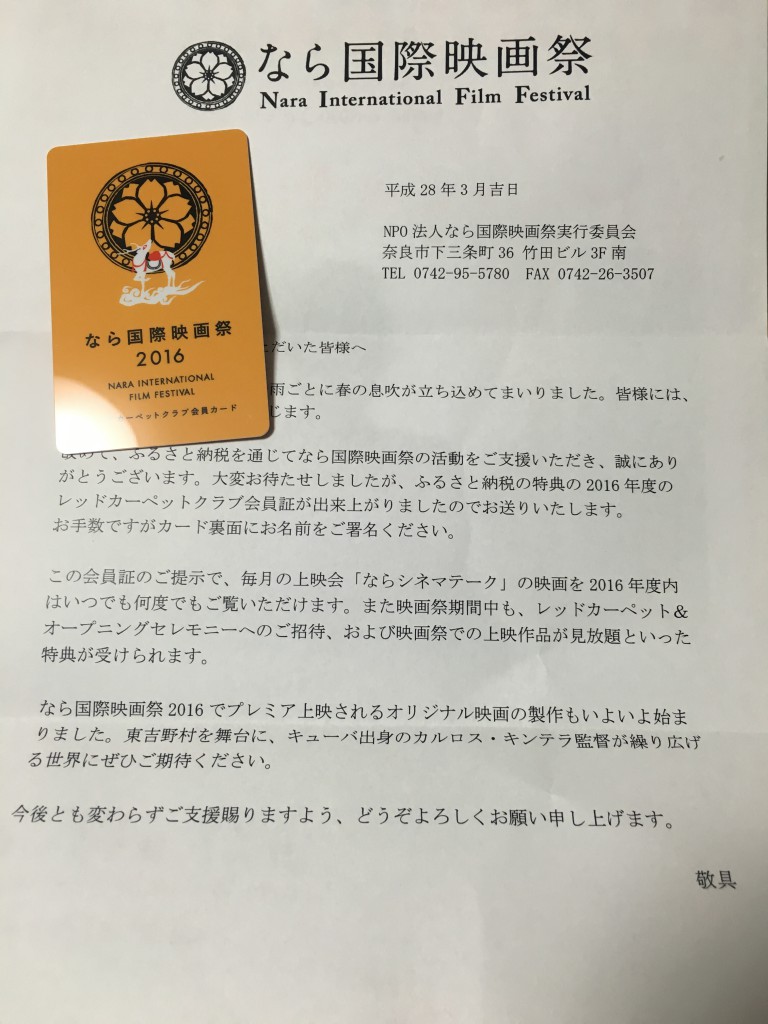 なら国際映画祭
Nara International Film Festival
平成28年3月吉日
NPO法人なら国際映画祭実行委員会
奈良市下三条町36 竹田ビル3F南
TEL 0742-95-5780 FAX 0742-26-3507
なら国際映画祭
2016
NARA INTERNATIONAL
FILM FESTIVAL
ーペットクラブ会員カード
だいた皆様へ
雨ごとに春の息吹が立ち込めてまいりました。皆様には、
じます。
改めて、ふるさと納税を通じてなら国際映画祭の活動をご支援いただき、誠にあり
がとうございます。大変お待たせしましたが、ふるさと納税の特典の2016年度の
レッドカーペットクラブ会員証が出来上がりましたのでお送りいたします。
お手数ですがカード裏面にお名前をご署名ください。
この会員証のご提示で、毎月の上映会「ならシネマテーク」の映画を2016年度内
はいつでも何度でもご覧いただけます。また映画祭期間中も、レッドカーペット＆
オープニングセレモニーへのご招待、および映画祭での上映作品が見放題といった
特典が受けられます。
なら国際映画祭2016でプレミア上映されるオリジナル映画の製作もいよいよ始ま
りました。東吉野村を舞台に、キューバ出身のカルロス・キンテラ監督が繰り広げ
る世界にぜひご期待ください。
今後とも変わらずご支援賜りますよう、どうぞよろしくお願い申し上げます。
敬具